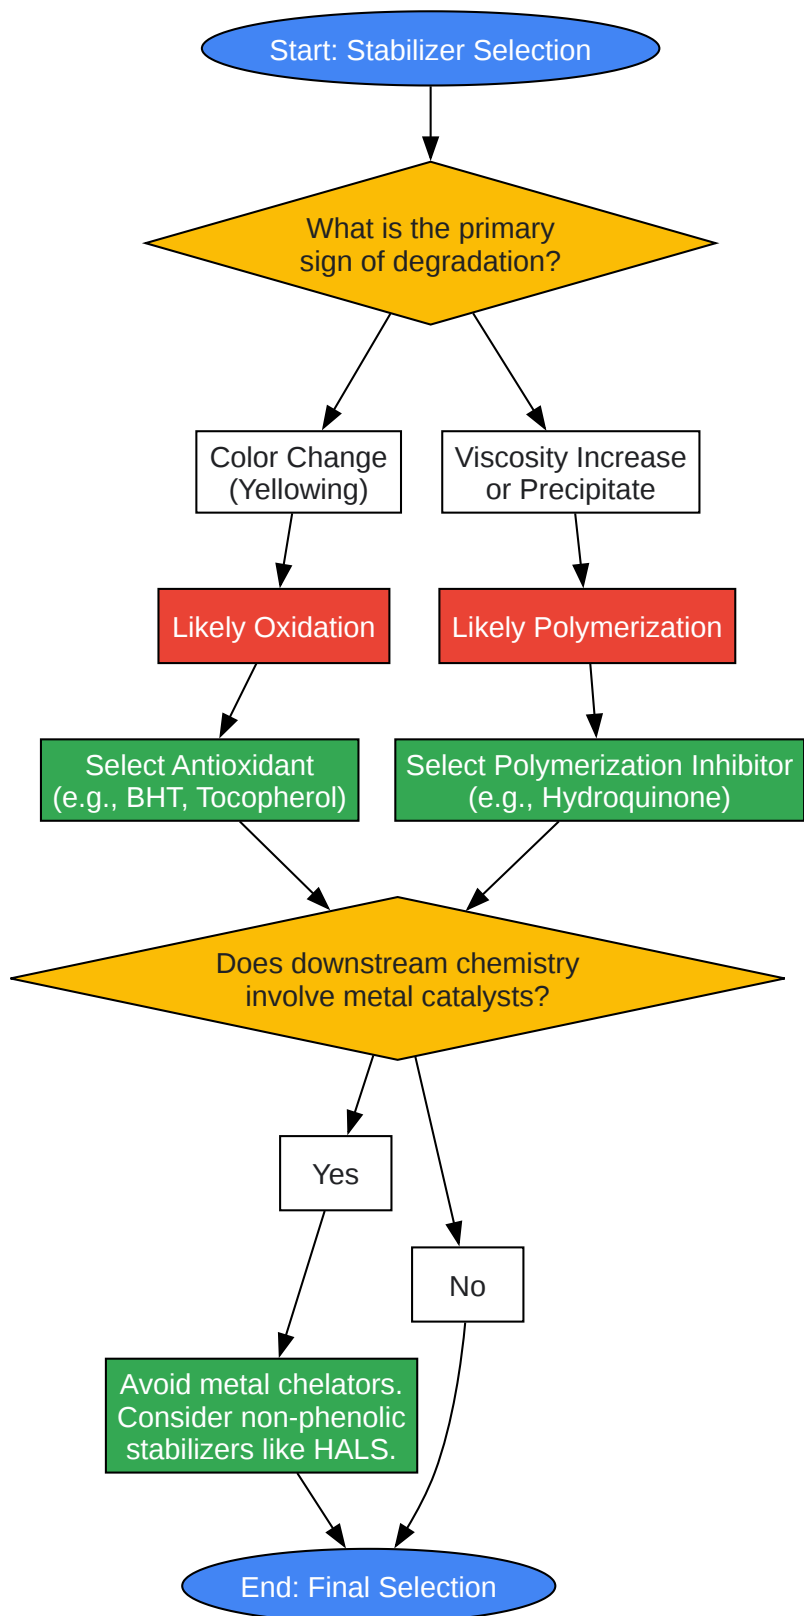 Start: Stabilizer Selection
What is the primary
sign of degradation?
Color Change
(Yellowing)
Viscosity Increase
or Precipitate
Likely Oxidation
Likely Polymerization
Select Antioxidant
(e.g., BHT, Tocopherol)
Select Polymerization Inhibitor
(e.g., Hydroquinone)
Does downstream chemistry
involve metal catalysts?
Yes
No
Avoid metal chelators.
Consider non-phenolic
stabilizers like HALS.
End: Final Selection